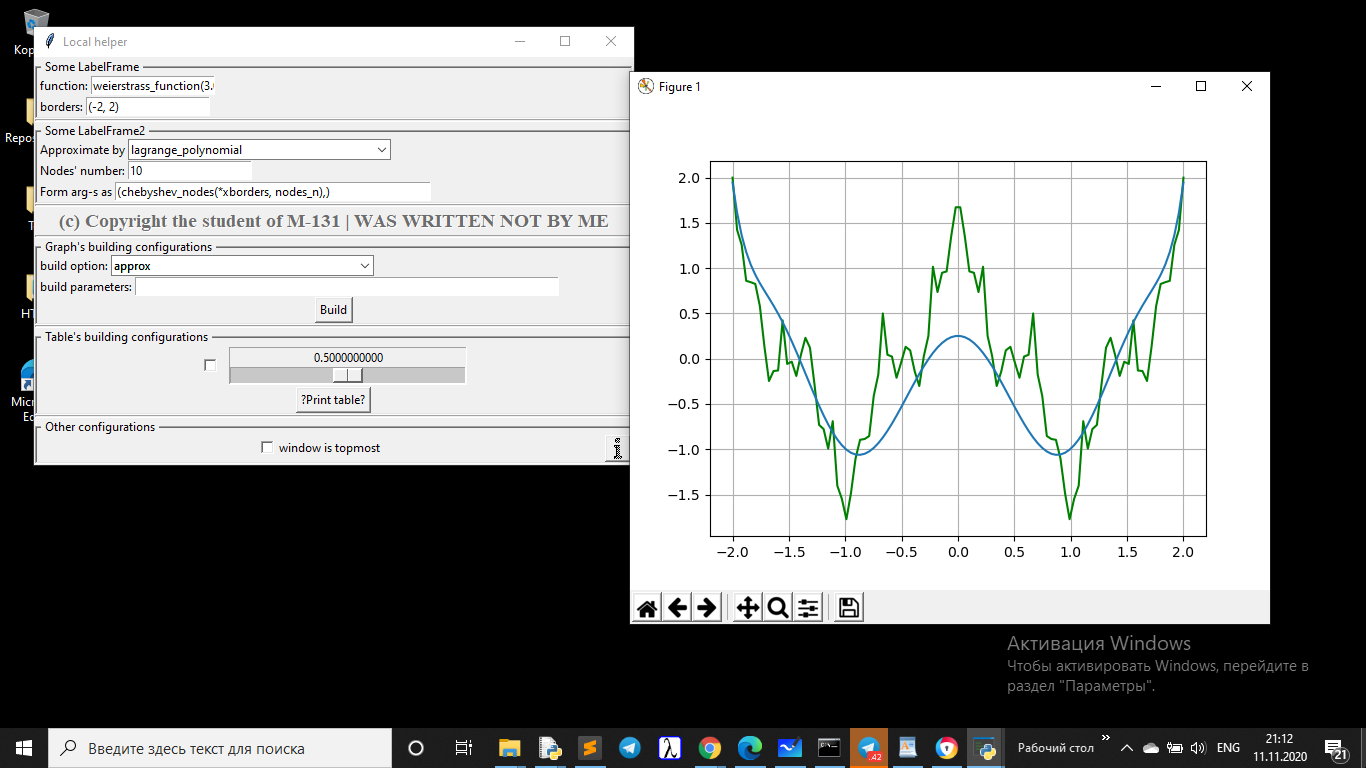 Local helper
Some LabelFrame
function: weierstrass_function(3.
borders: (-2, 2)
Some LabelFrame2
Approximate by lagrange_polynomial
Nodes' number: 10
Form arg-s as (chebyshev_nodes(*xborders, nodes_n),)
(c) Copyright the student of M-131 | WAS WRITTEN NOT BY ME
Graph's building configurations
build option: approx
build parameters:
Build
Table's building configurations
0.5000000000
?Print table?
Other configurations
window is topmost
i
Figure 1
2.0
1.5
1.0
0.5
0.0
−0.5
−1.0
−1.5
−2.0 −1.5 −1.0 −0.5 0.0 0.5 1.0 1.5 2.0
Активация Windows
Чтобы активировать Windows, перейдите в
раздел "Параметры".
Введите здесь текст для поиска
42
Рабочий стол
ENG
21:12
11.11.2020
21